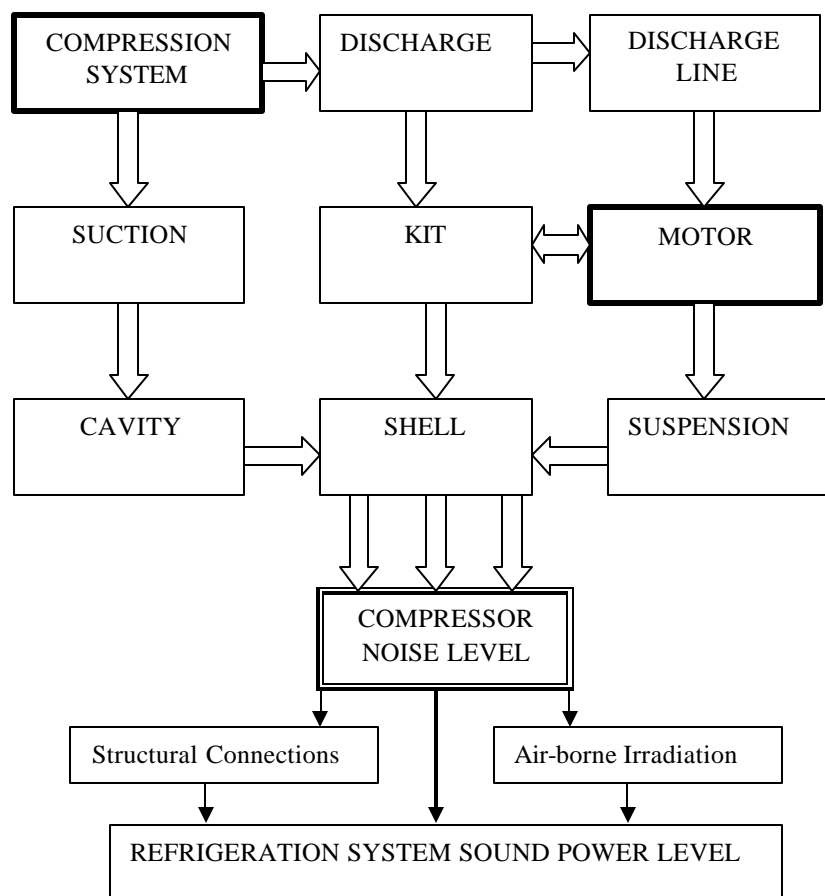 COMPRESSION
SYSTEM
DISCHARGE
DISCHARGE
LINE
SUCTION
KIT
MOTOR
CAVITY
SHELL
SUSPENSION
COMPRESSOR
NOISE LEVEL
Structural Connections
Air-borne Irradiation
REFRIGERATION SYSTEM SOUND POWER LEVEL